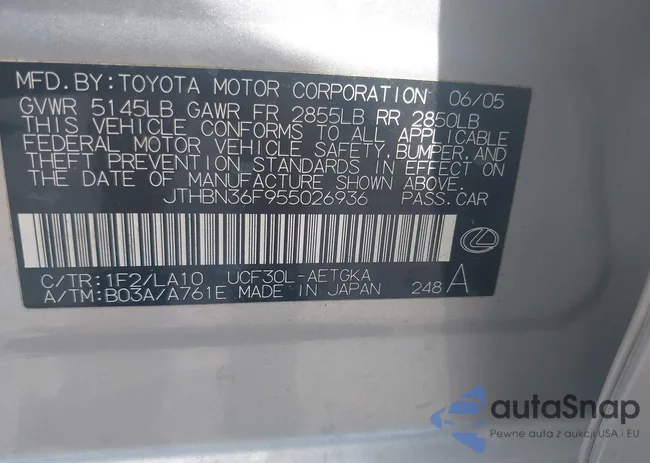 MFD.BY:TOYOTA MOTOR CORPORATION 06/05
GVWR 5145LB GAWR FR 2855LB RR 2850LB
THIS VEHICLE CONFORMS TO ALL APPLICABLE
FEDERAL MOTOR VEHICLE SAFETY,BUMPER,AND
THEFT PREVENTION STANDARDS IN EFFECT ON
THE DATE OF MANUFACTURE SHOWN ABOVE.
JTHBN36F955026936 PASS.CAR
C/TR:1F2/LA10 UCF30L-AETGKA
A/TM:B03A/A761E MADE IN JAPAN 248 A
autaSnap
Pewne auta z aukcji USA i EU